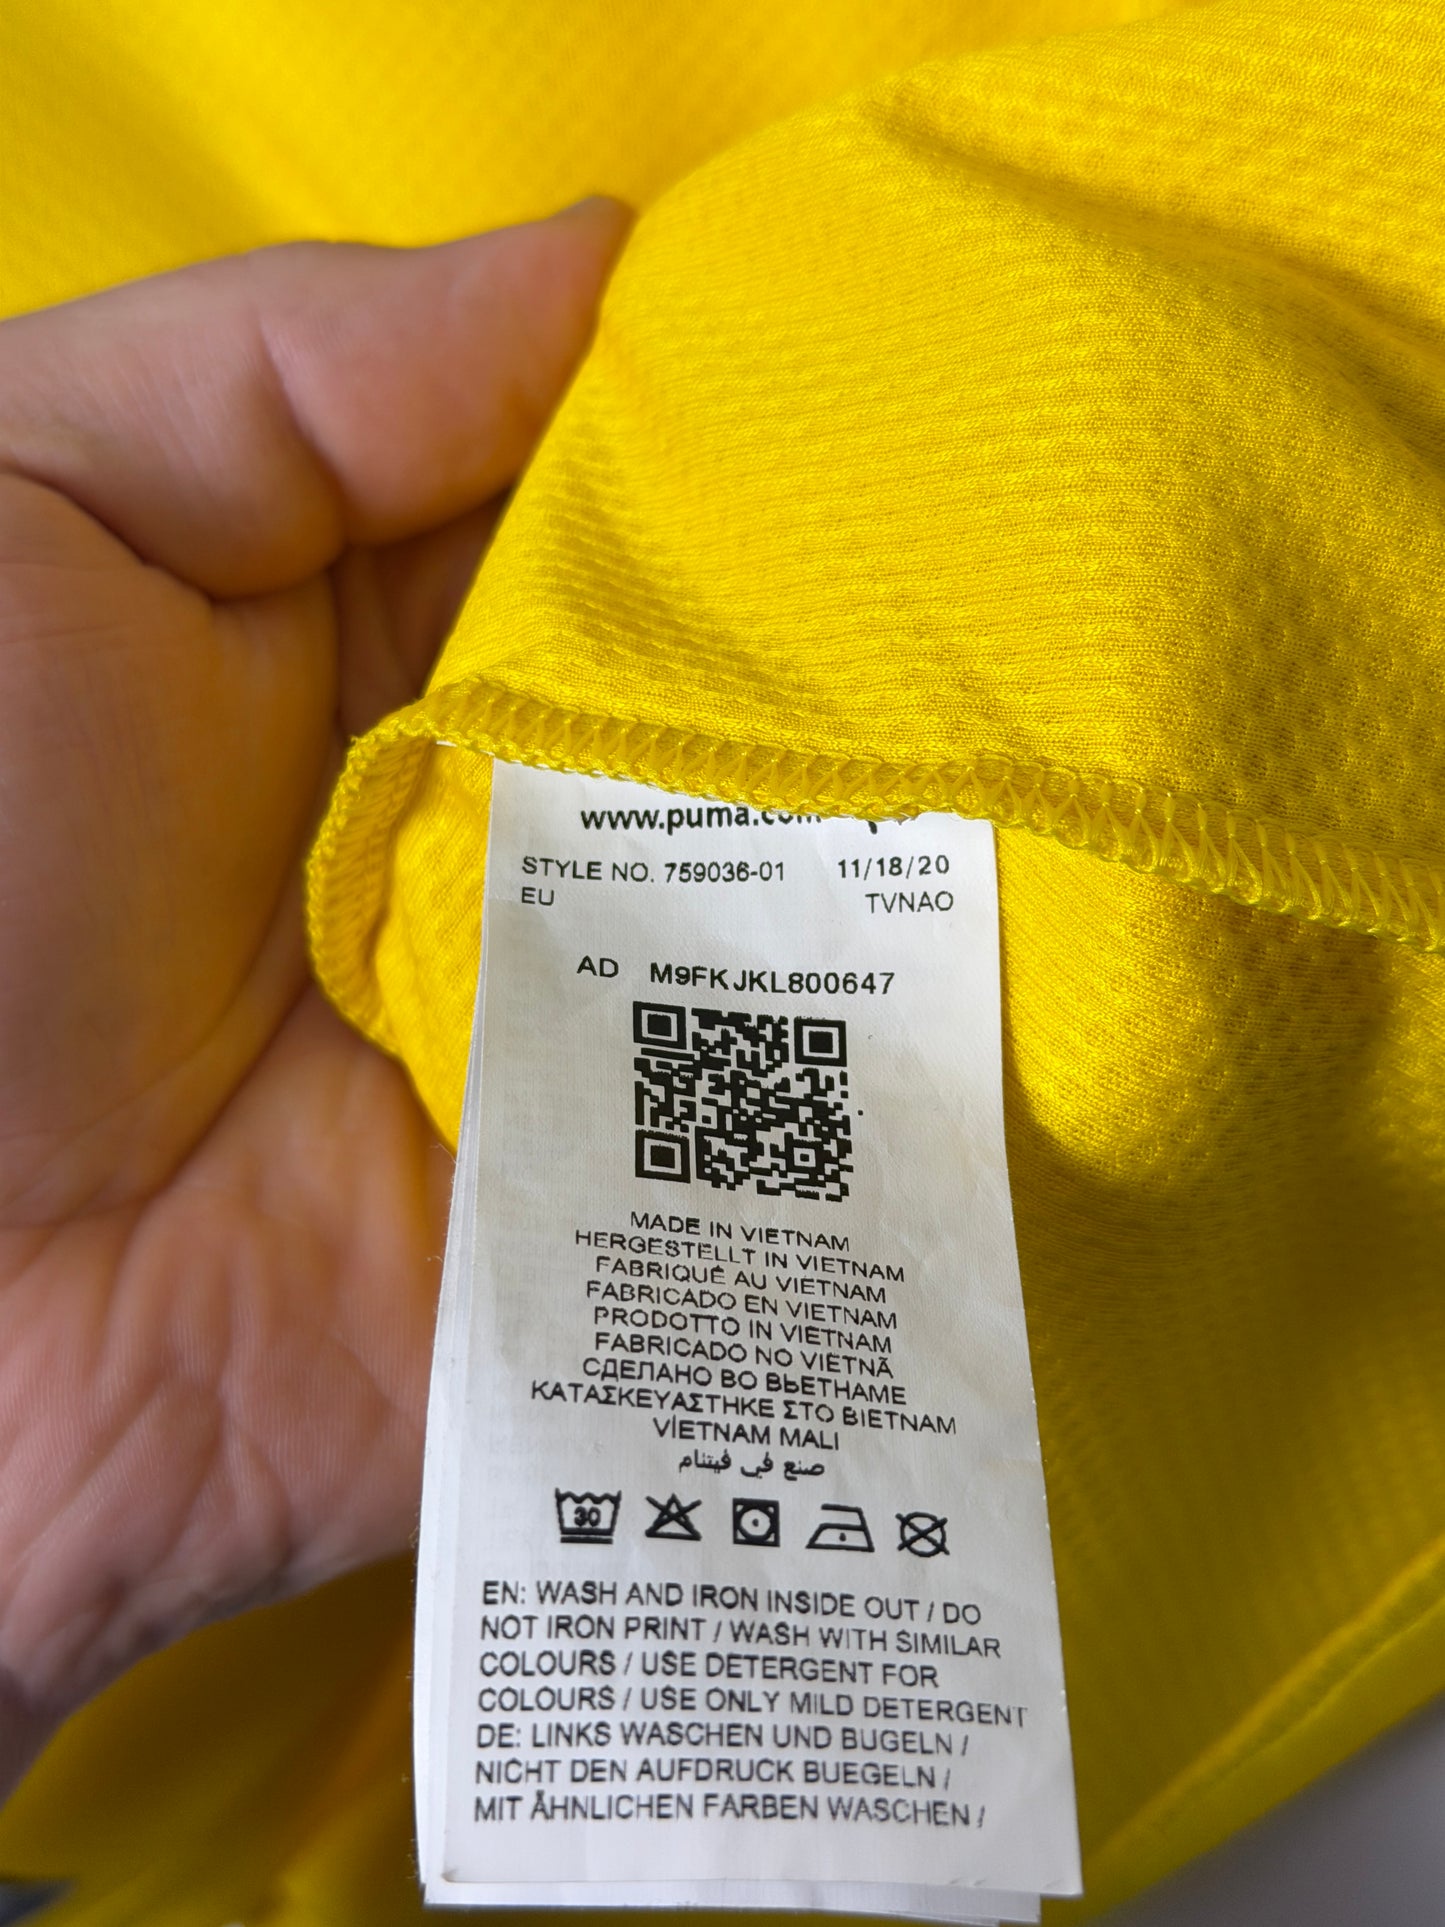 www.puma.com
STYLE NO. 759036-01 11/18/20
EU TVNAO
AD M9FKJKL800647
MADE IN VIETNAM
HERGESTELLT IN VIETNAM
FABRIQUÉ AU VIETNAM
FABRICADO EN VIETNAM
PRODOTTO IN VIETNAM
FABRICADO NO VIETNÃ
СДЕЛАНО ВО ВЬЕТНАМЕ
ΚΑΤΑΣΚΕΥΑΣΤΗΚΕ ΣΤΟ ΒΙΕΤΝΑΜ
VİETNAM MALI
صنع في فيتنام
30
EN: WASH AND IRON INSIDE OUT / DO
NOT IRON PRINT / WASH WITH SIMILAR
COLOURS / USE DETERGENT FOR
COLOURS / USE ONLY MILD DETERGENT
DE: LINKS WASCHEN UND BUGELN /
NICHT DEN AUFDRUCK BUEGELN /
MIT ÄHNLICHEN FARBEN WASCHEN /